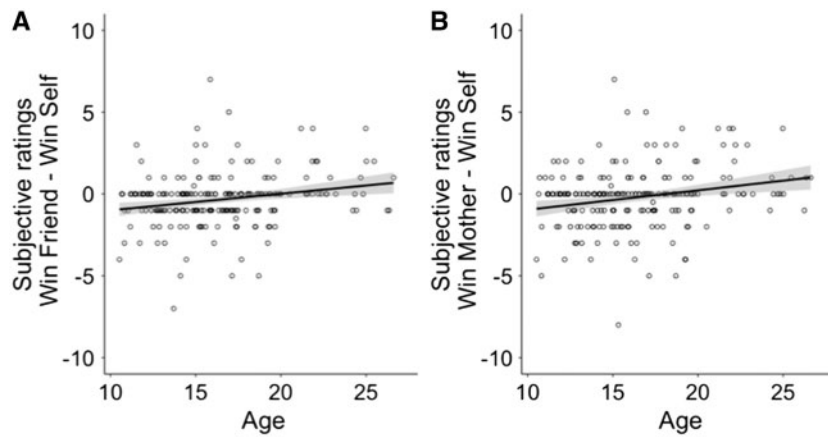 A
Subjective ratings
Win Friend - Win Self
10
5
0
-5
-10
10 15 20 25
Age
B
Subjective ratings
Win Mother - Win Self
10
5
0
-5
-10
10 15 20 25
Age